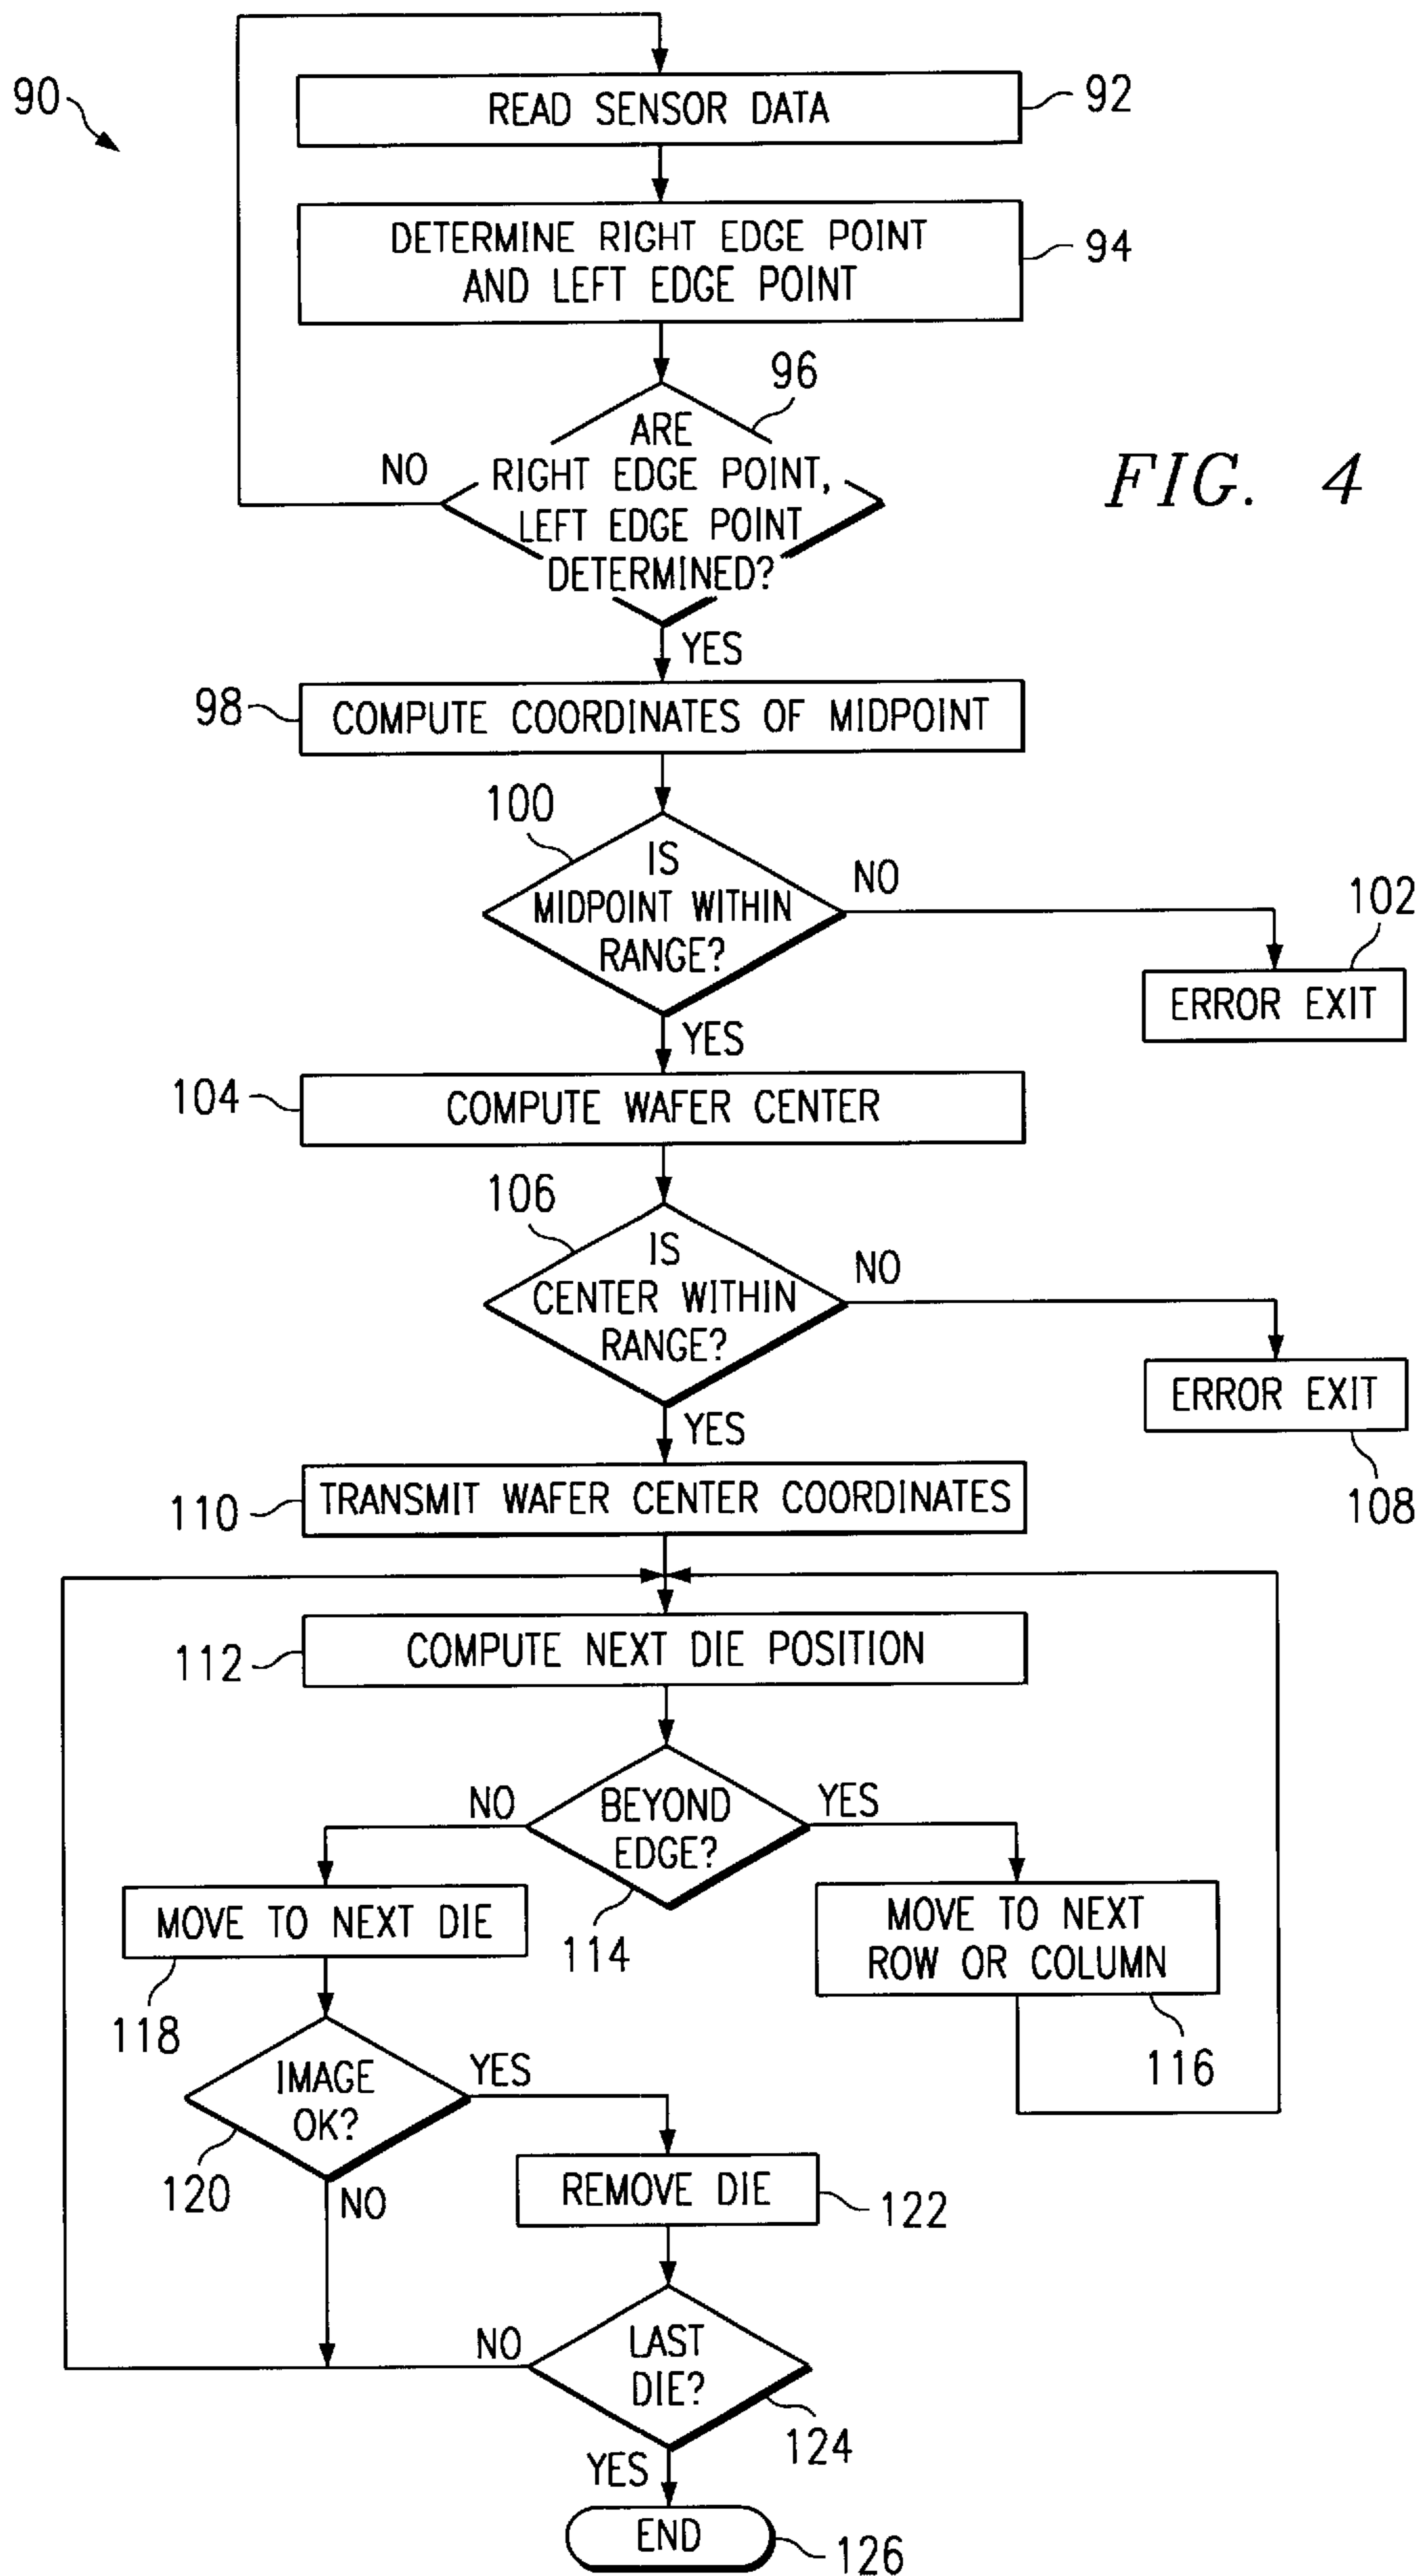 90
READ SENSOR DATA
92
DETERMINE RIGHT EDGE POINT
AND LEFT EDGE POINT
94
96
ARE
RIGHT EDGE POINT,
LEFT EDGE POINT
DETERMINED?
NO
FIG. 4
YES
98
COMPUTE COORDINATES OF MIDPOINT
100
IS
MIDPOINT WITHIN
RANGE?
NO
102
ERROR EXIT
YES
104
COMPUTE WAFER CENTER
106
IS
CENTER WITHIN
RANGE?
NO
ERROR EXIT
108
YES
110
TRANSMIT WAFER CENTER COORDINATES
112
COMPUTE NEXT DIE POSITION
NO
BEYOND
EDGE?
YES
114
MOVE TO NEXT DIE
118
MOVE TO NEXT
ROW OR COLUMN
116
IMAGE
OK?
YES
120
NO
REMOVE DIE
122
NO
LAST
DIE?
124
YES
END
126